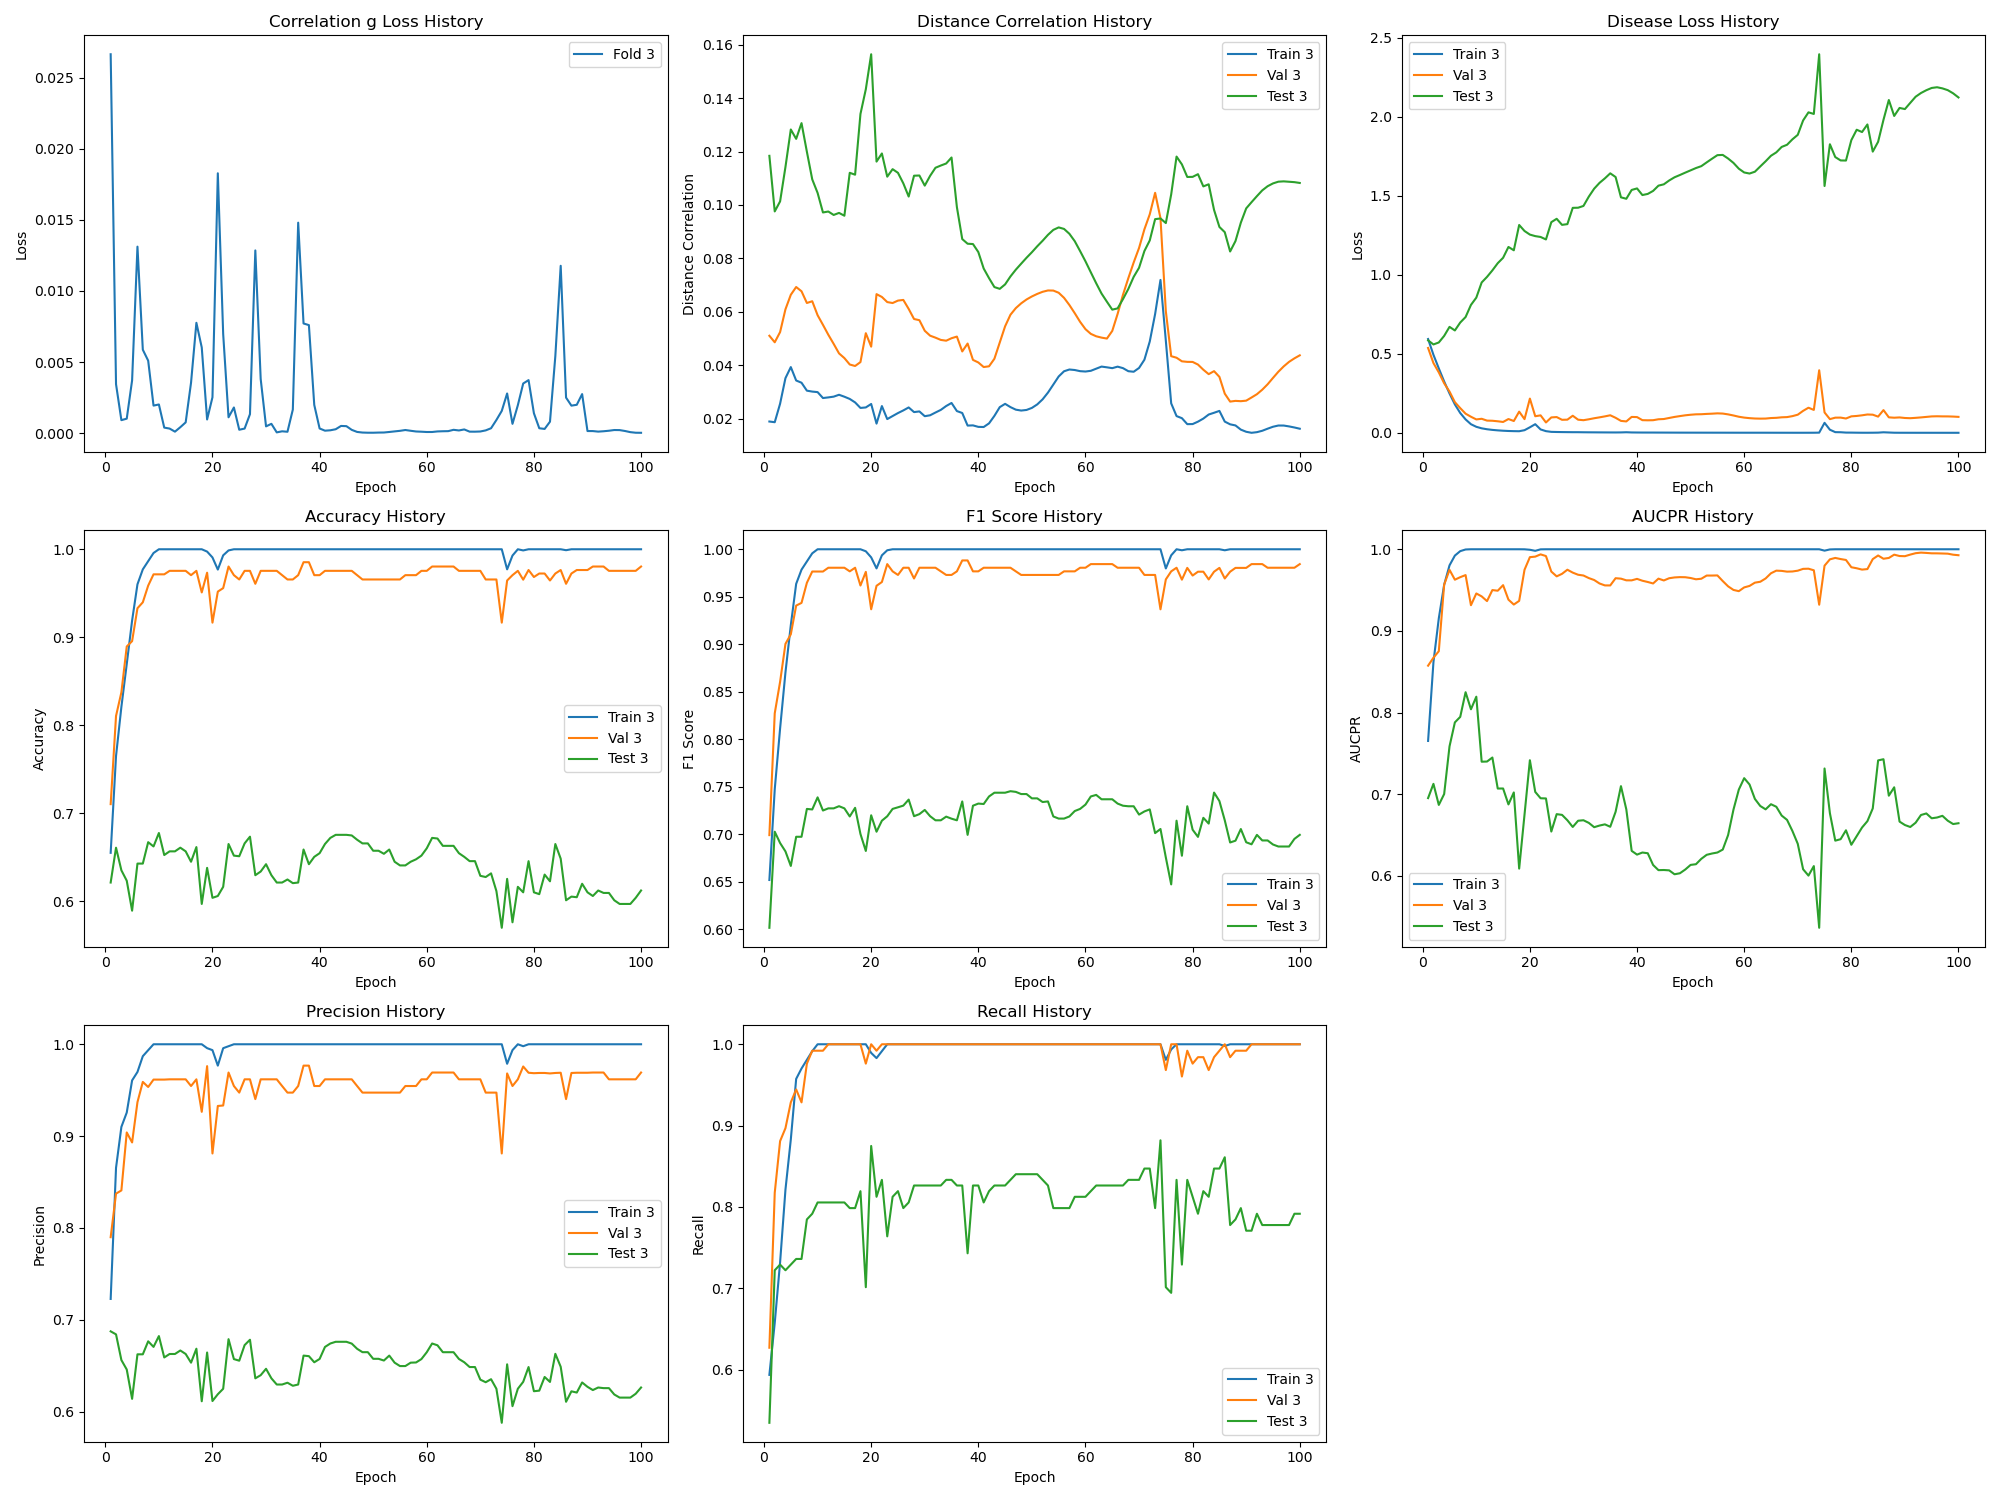 Correlation g Loss History
Fold 3
Loss
0.025
0.020
0.015
0.010
0.005
0.000
0 20 40 60 80 100
Epoch
Distance Correlation History
Train 3
Val 3
Test 3
Distance Correlation
0.16
0.14
0.12
0.10
0.08
0.06
0.04
0.02
0 20 40 60 80 100
Epoch
Disease Loss History
Train 3
Val 3
Test 3
Loss
2.5
2.0
1.5
1.0
0.5
0.0
0 20 40 60 80 100
Epoch
Accuracy History
Train 3
Val 3
Test 3
Accuracy
1.0
0.9
0.8
0.7
0.6
0 20 40 60 80 100
Epoch
F1 Score History
Train 3
Val 3
Test 3
F1 Score
1.00
0.95
0.90
0.85
0.80
0.75
0.70
0.65
0.60
0 20 40 60 80 100
Epoch
AUCPR History
Train 3
Val 3
Test 3
AUCPR
1.0
0.9
0.8
0.7
0.6
0 20 40 60 80 100
Epoch
Precision History
Train 3
Val 3
Test 3
Precision
1.0
0.9
0.8
0.7
0.6
0 20 40 60 80 100
Epoch
Recall History
Train 3
Val 3
Test 3
Recall
1.0
0.9
0.8
0.7
0.6
0 20 40 60 80 100
Epoch